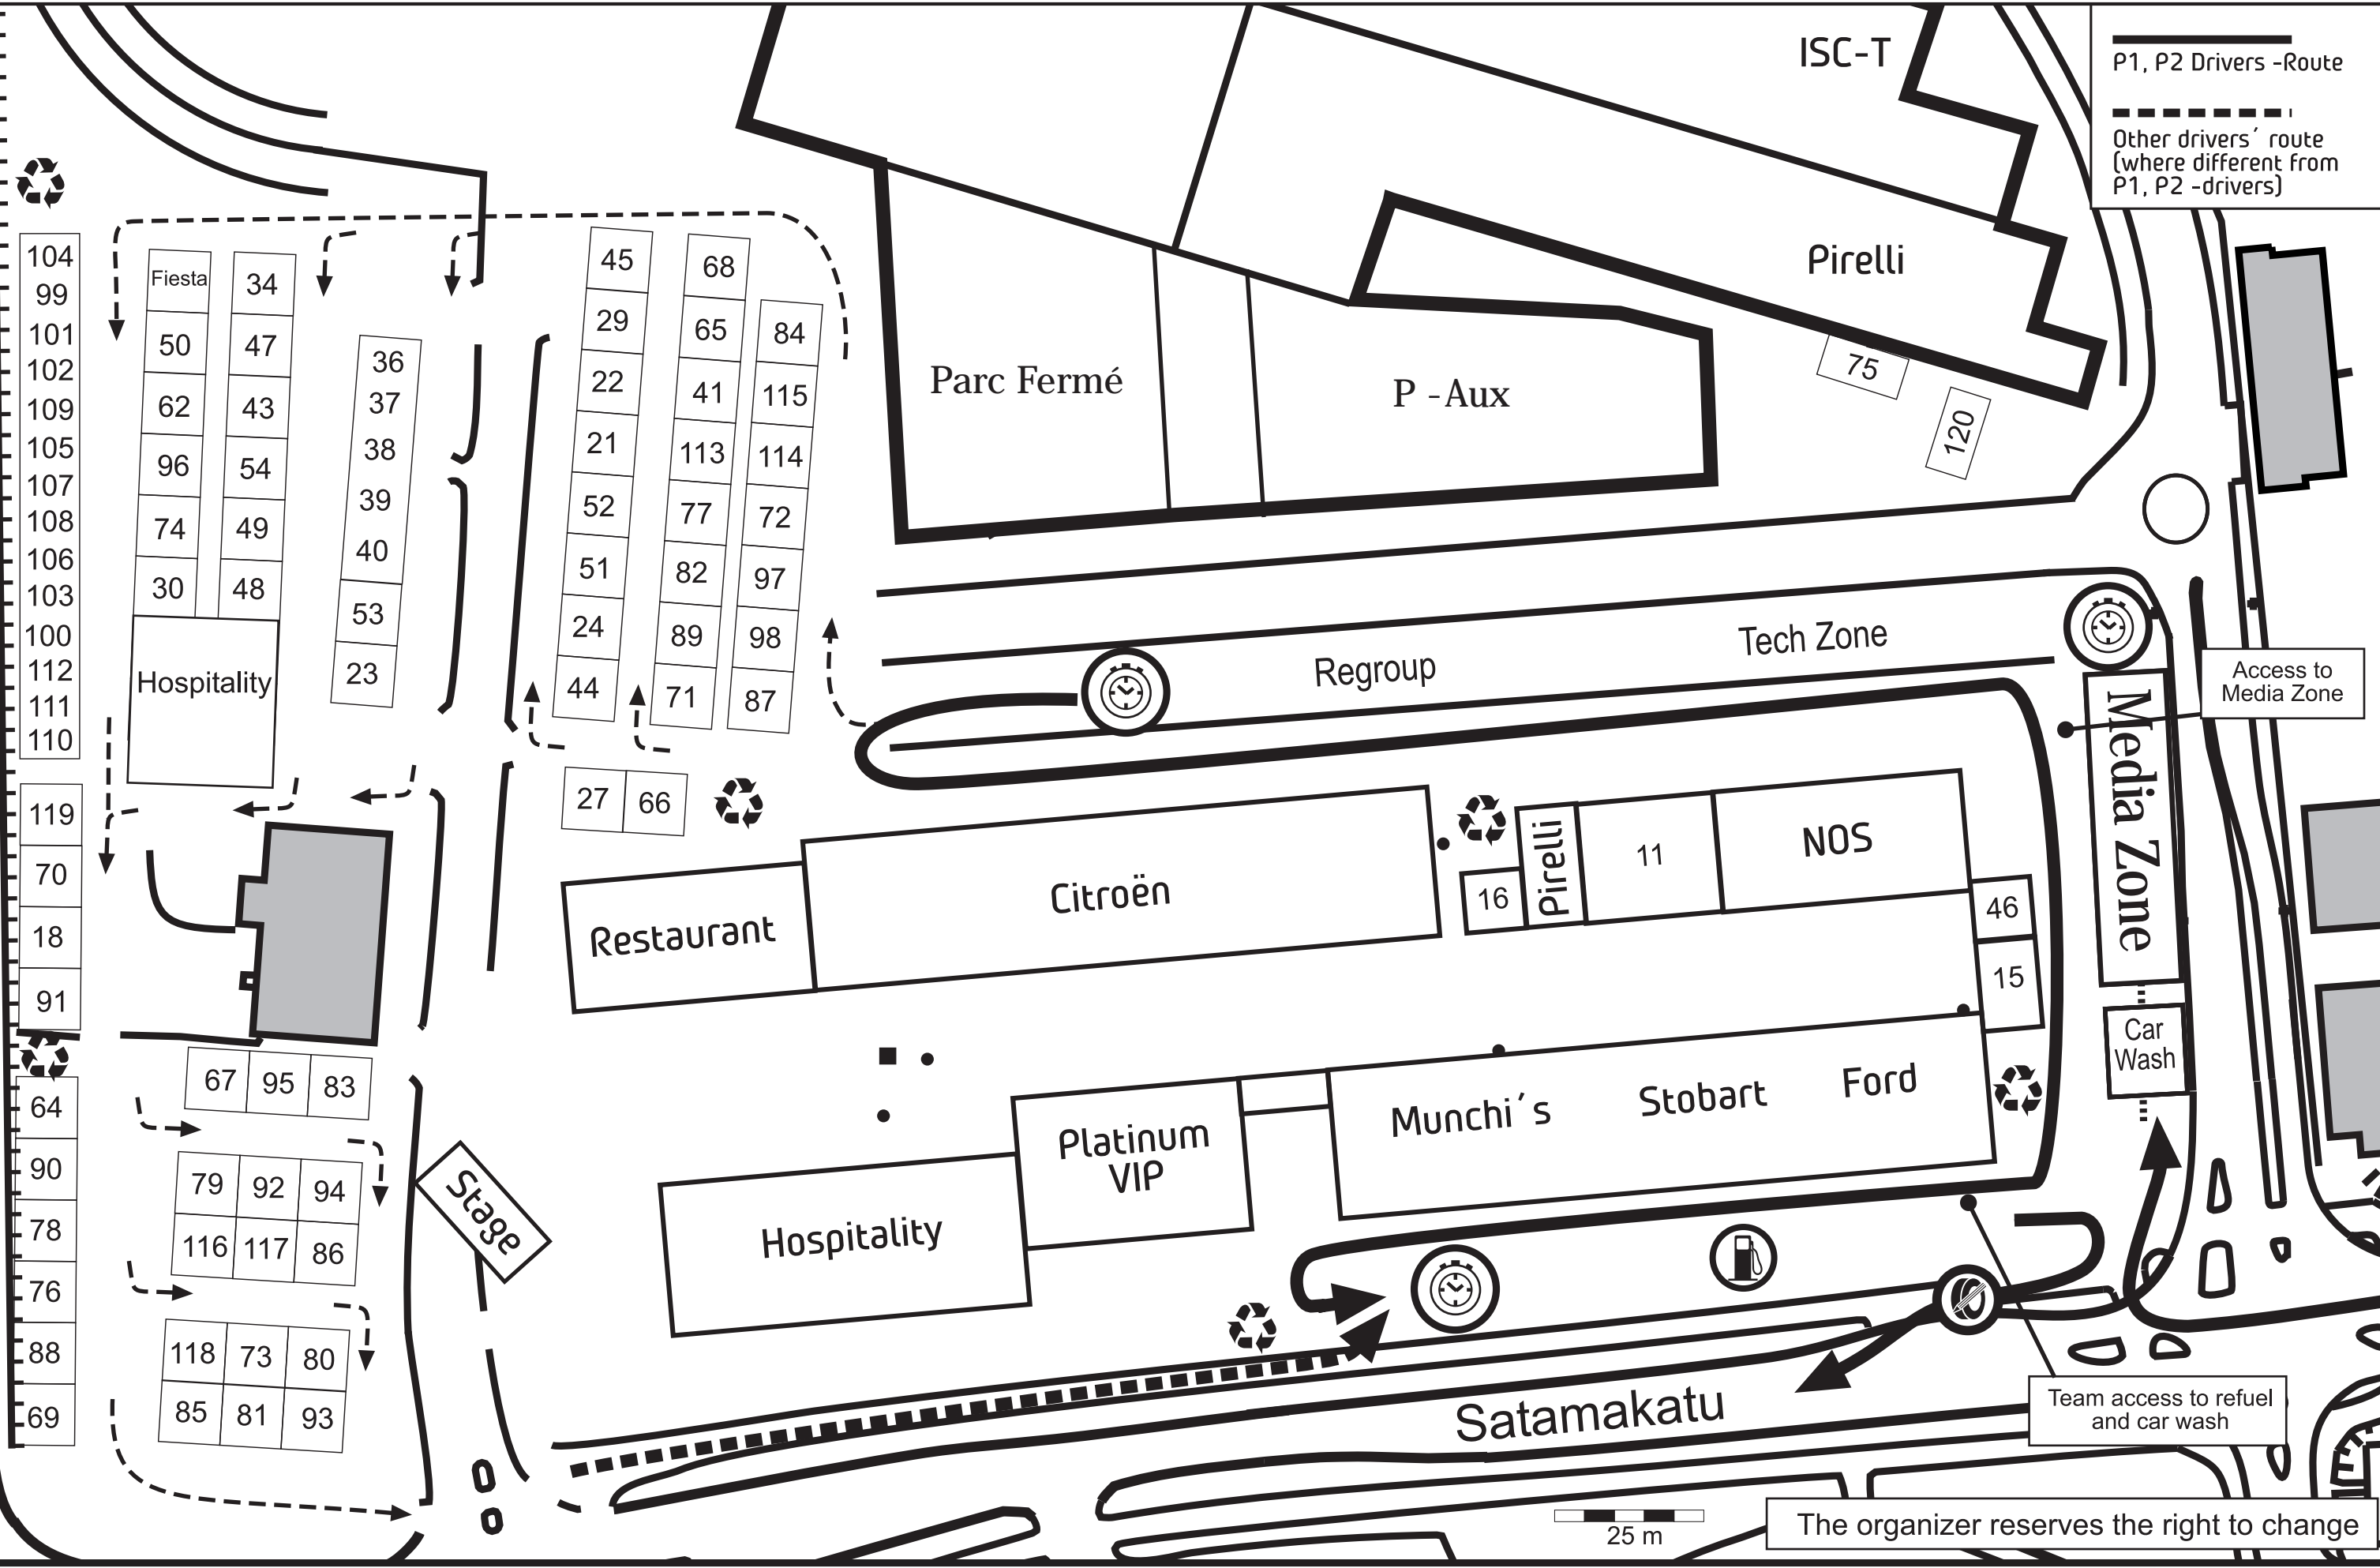 ISC-T
P1, P2 Drivers -Route
Other drivers´ route
(where different from
P1, P2 -drivers)
Pirelli
Parc Fermé
P -Aux
75
120
104
99
101
102
109
105
107
108
106
103
100
112
111
110
119
70
18
91
64
90
78
76
88
69
Fiesta
50
62
96
74
30
Hospitality
34
47
43
54
49
48
36
37
38
39
40
53
23
45
29
22
21
52
51
24
44
68
65
41
113
77
82
89
71
84
115
114
72
97
98
87
27 66
Regroup
Tech Zone
Access to
Media Zone
Media Zone
Car
Wash
Restaurant
Citroën
16
Pirelli
11
NOS
46
15
Munchi´s Stobart Ford
Platinum
VIP
Hospitality
Stage
67 95 83
79 92 94
116 117 86
118 73 80
85 81 93
Satamakatu
Team access to refuel
and car wash
25 m
The organizer reserves the right to change